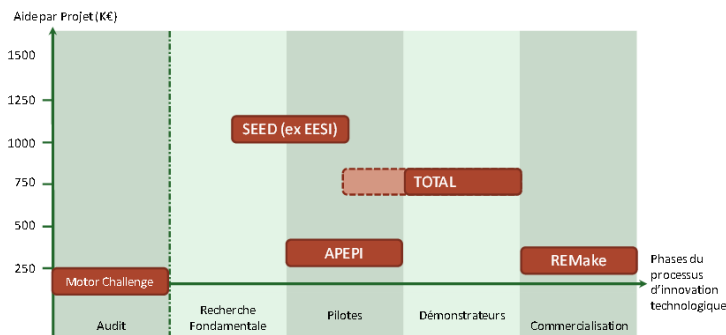 Aide par Projet (K€)
1500
1250
SEED (ex EESI)
1000
750
TOTAL
500
APEPI
REMake
250
Motor Challenge
Phases du
processus
d'innovation
technologique
Audit
Recherche
Fondamentale
Pilotes
Démonstrateurs
Commercialisation